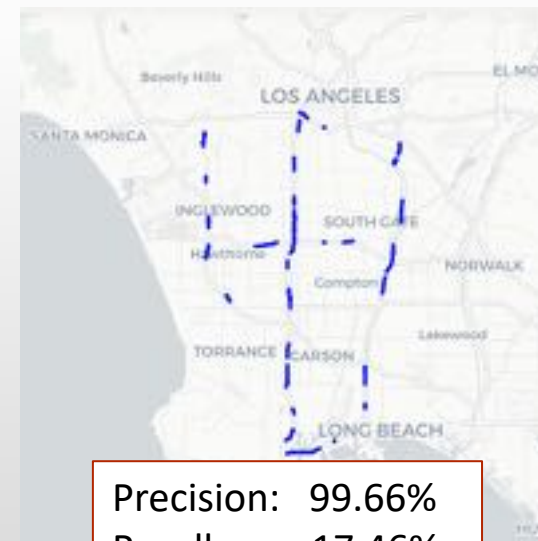 Beverly Hills
EL MO
LOS ANGELES
SANTA MONICA
INGLEWOOD
SOUTH GATE
Hawthorne
NORWALK
Compton
Lakewood
TORRANCE
CARSON
LONG BEACH
Precision: 99.66%